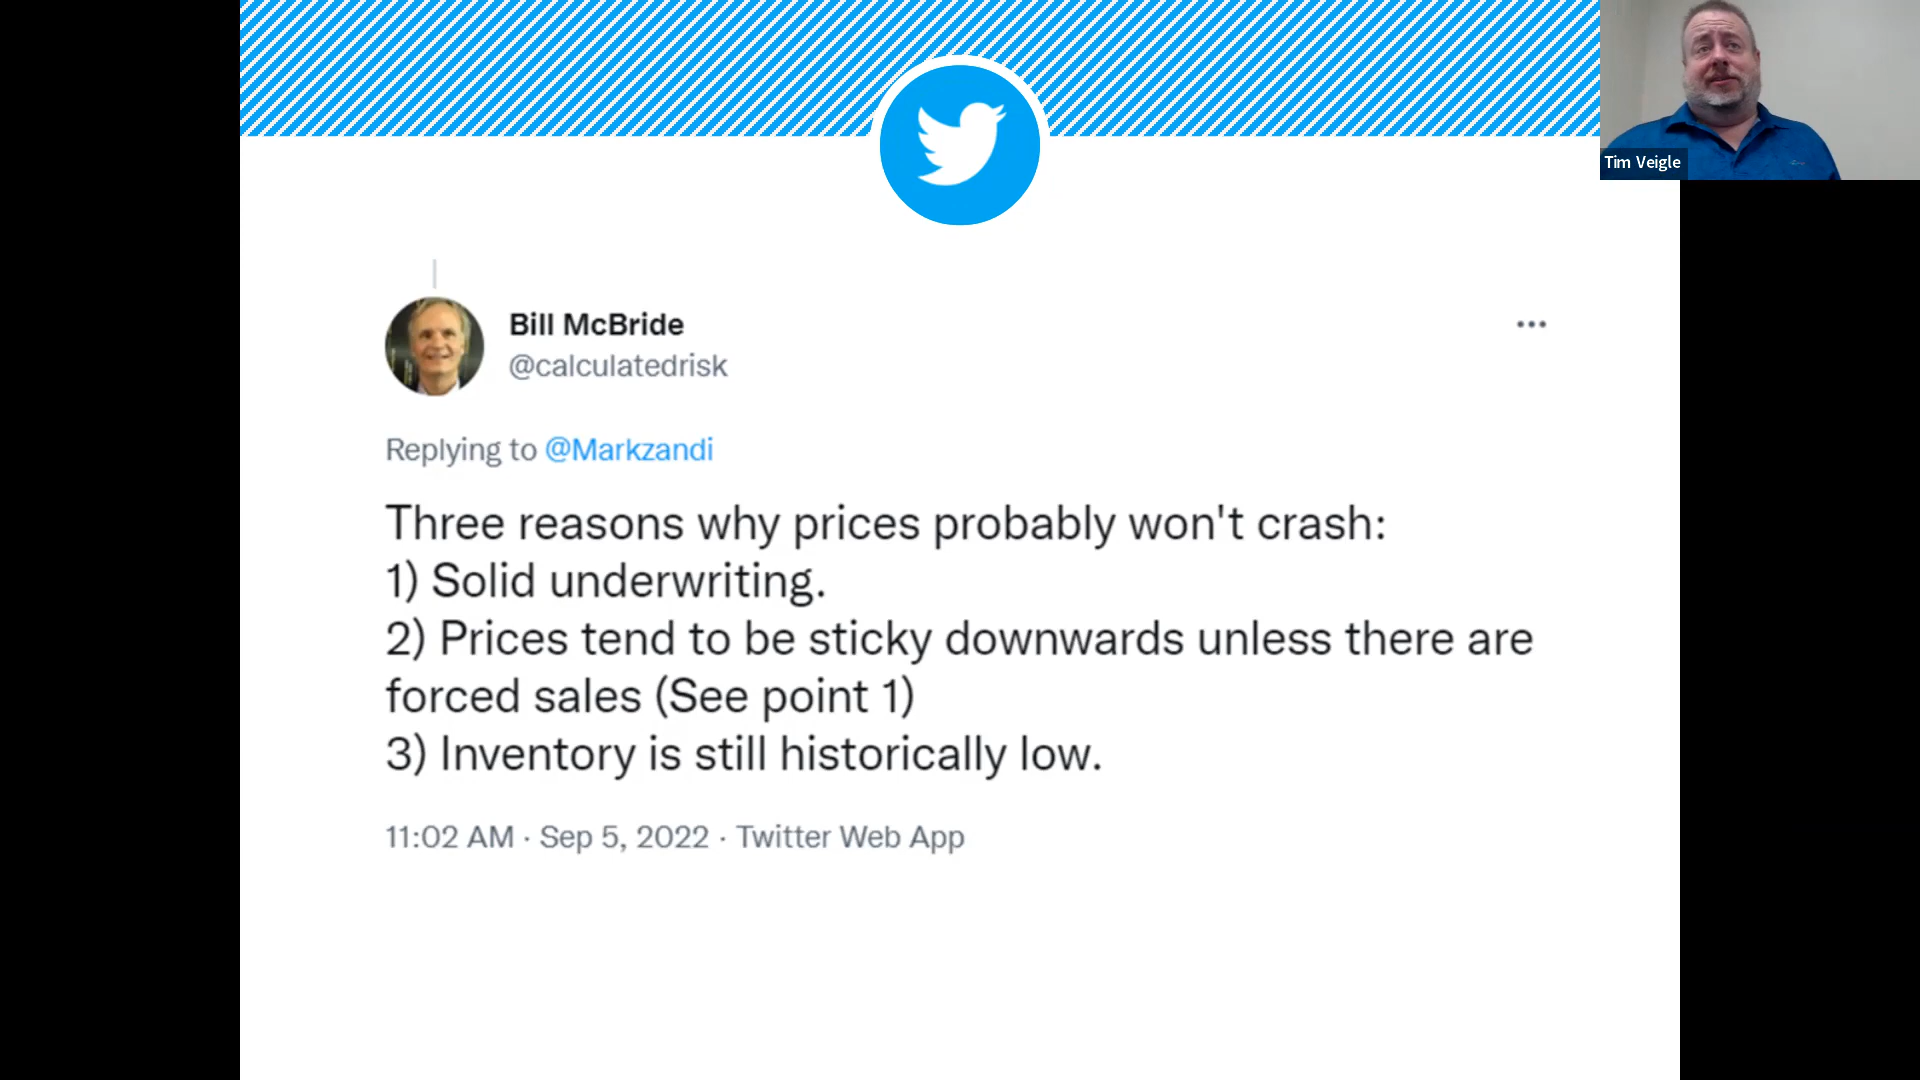 Tim Veigle
Bill McBride
@calculatedrisk
Replying to @Markzandi
Three reasons why prices probably won't crash:
1) Solid underwriting.
2) Prices tend to be sticky downwards unless there are
forced sales (See point 1)
3) Inventory is still historically low.
11:02 AM · Sep 5, 2022 · Twitter Web App